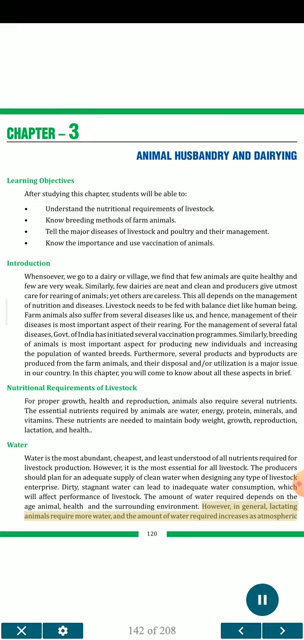 CHAPTER – 3
ANIMAL HUSBANDRY AND DAIRYING
Learning Objectives
After studying this chapter, students will be able to:
• Understand the nutritional requirements of livestock.
• Know breeding methods of farm animals.
• Tell the major diseases of livestock and poultry and their management.
• Know the importance and use vaccination of animals.
Introduction
Whensoever, we go to a dairy or village, we find that few animals are quite healthy and
few are very weak. Similarly, few dairies are neat and clean and producers give utmost
care for rearing of animals; yet others are careless. This all depends on the management
of nutrition and diseases. Livestock needs to be fed with balance diet like human being.
Farm animals also suffer from several diseases like us, and hence, management of their
diseases is most important aspect of their rearing. For the management of several fatal
diseases, Govt. of India has initiated several vaccination programmes. Similarly, breeding
of animals is most important aspect for producing new individuals and increasing
the population of wanted breeds. Furthermore, several products and byproducts are
produced from the farm animals, and their disposal and/or utilization is a major issue in
our country. In this chapter, you will come to know about all these aspects in brief.
Nutritional Requirements of Livestock
For proper growth, health and reproduction, animals also require several nutrients.
The essential nutrients required by animals are water, energy, protein, minerals, and
vitamins. These nutrients are needed to maintain body weight, growth, reproduction,
lactation, and health..
Water
Water is the most abundant, cheapest, and least understood of all nutrients required for
livestock production. However, it is the most essential for all livestock. The producers
should plan for an adequate supply of clean water when designing any type of livestock
enterprise. Dirty, stagnant water can lead to inadequate water consumption, which
will affect performance of livestock. The amount of water required depends on the
age animal, health and the surrounding environment. However, in general, lactating
animals require more water, and the amount of water required increases as atmospheric
120
142 of 208